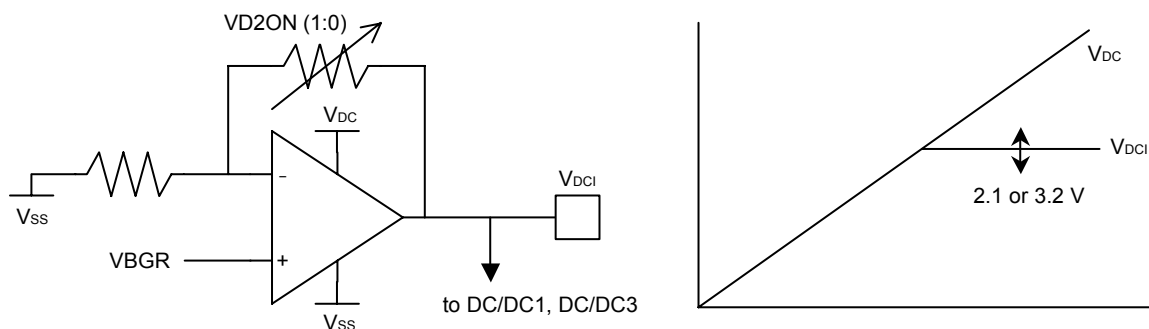 VD2ON (1:0)
VDC
VSS
−
VDCI
VBGR
+
VSS
to DC/DC1, DC/DC3
VDC
VDCI
2.1 or 3.2 V